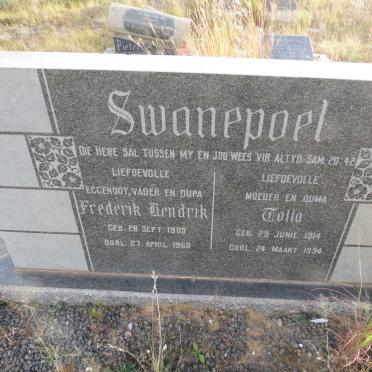 Swanepoel
DIE HERE SAL TUSSEN MY EN JOU WEES VIR ALTYD. SAM. 20:42
LIEFDEVOLLE
EGGENOOT, VADER EN OUPA
Frederik Hendrik
GEB. 28 SEPT. 1909
OORL. 27 APRIL 1960
LIEFDEVOLLE
MOEDER EN OUMA
Tolla
GEB. 29 JUNIE 1914
OORL. 24 MAART 1994